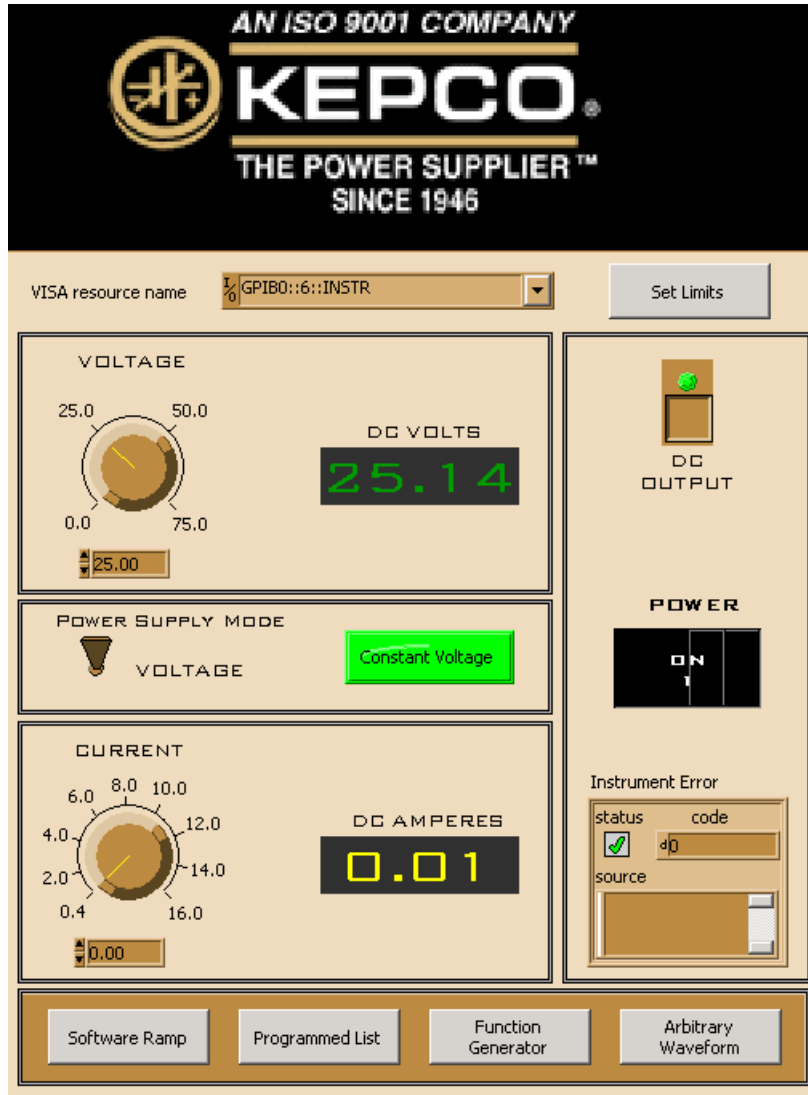 AN ISO 9001 COMPANY
KEPCO®
THE POWER SUPPLIER™
SINCE 1946
VISA resource name
I/O
GPIB0::6::INSTR
Set Limits
VOLTAGE
25.0
50.0
0.0
75.0
25.00
DC VOLTS
25.14
DC
OUTPUT
POWER SUPPLY MODE
VOLTAGE
Constant Voltage
POWER
ON
1
CURRENT
0.4
2.0
4.0
6.0
8.0
10.0
12.0
14.0
16.0
0.00
DC AMPERES
0.01
Instrument Error
status
code
d0
source
Software Ramp
Programmed List
Function
Generator
Arbitrary
Waveform